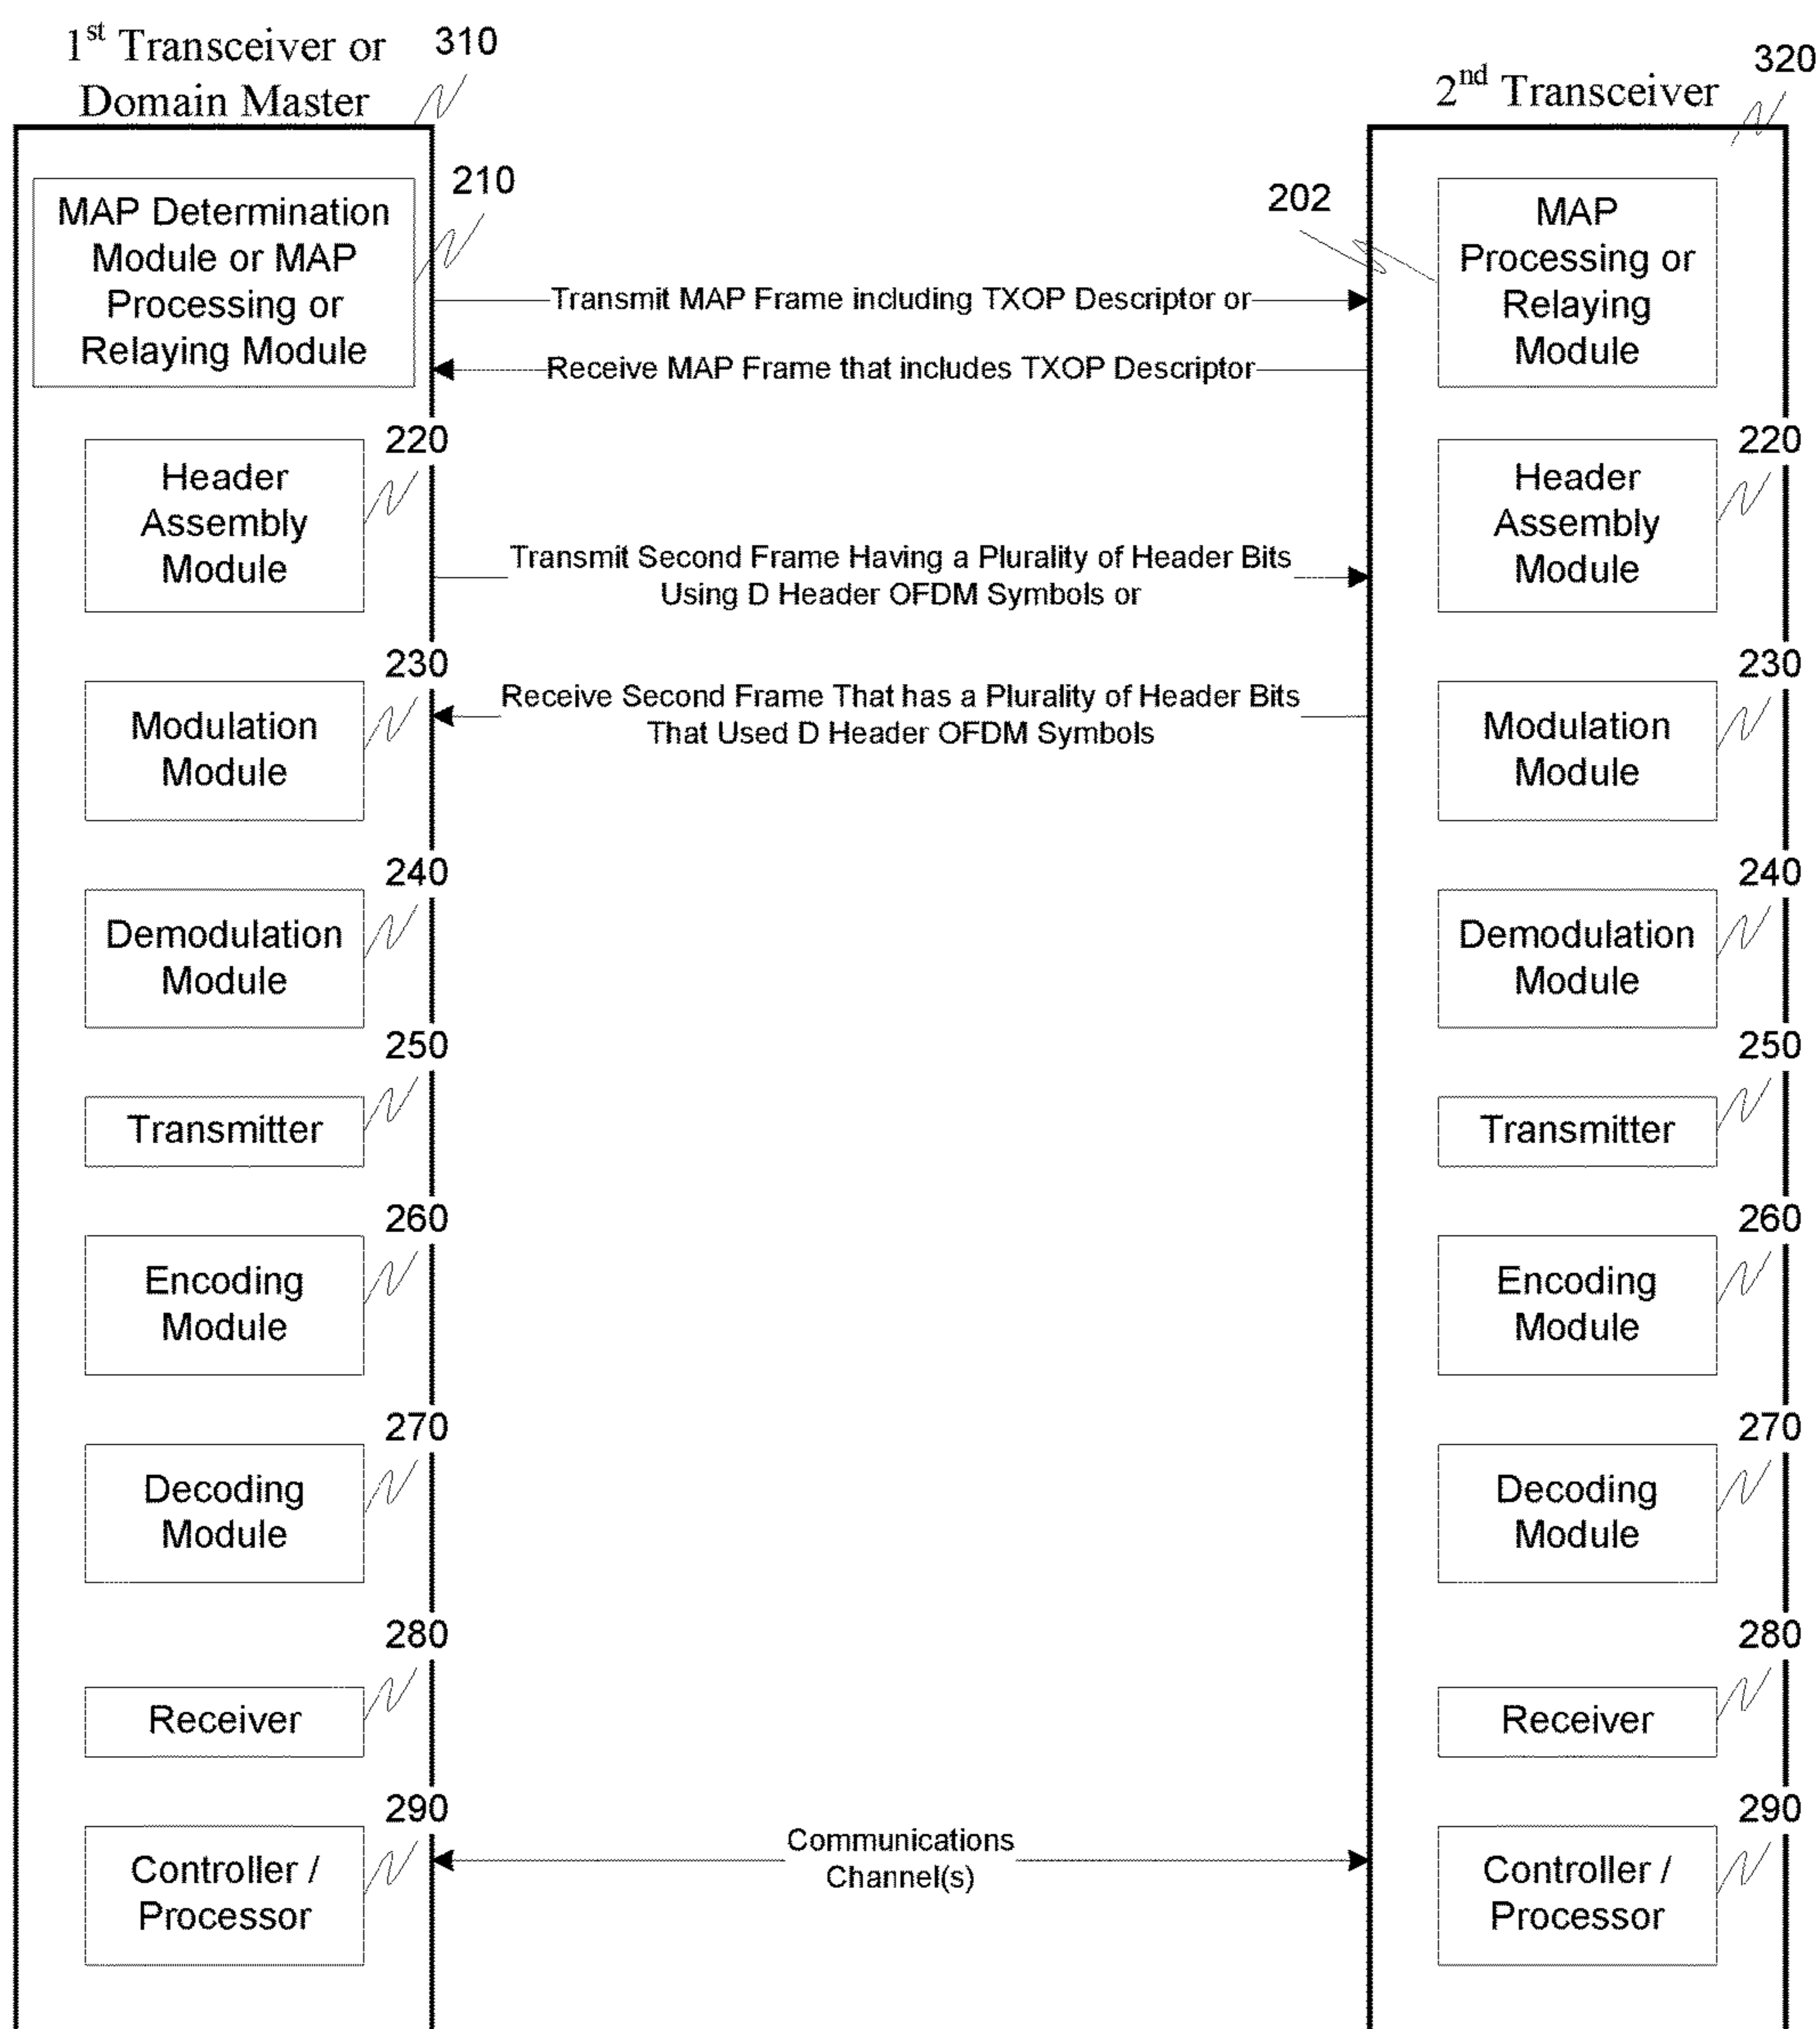 1st Transceiver or
Domain Master
310
2nd Transceiver
320
MAP Determination
Module or MAP
Processing or
Relaying Module
210
202
MAP
Processing or
Relaying
Module
Transmit MAP Frame including TXOP Descriptor or
Receive MAP Frame that includes TXOP Descriptor
220
Header
Assembly
Module
220
Header
Assembly
Module
Transmit Second Frame Having a Plurality of Header Bits
Using D Header OFDM Symbols or
230
Modulation
Module
230
Modulation
Module
Receive Second Frame That has a Plurality of Header Bits
That Used D Header OFDM Symbols
240
Demodulation
Module
240
Demodulation
Module
250
Transmitter
250
Transmitter
260
Encoding
Module
260
Encoding
Module
270
Decoding
Module
270
Decoding
Module
280
Receiver
280
Receiver
290
Controller /
Processor
Communications
Channel(s)
290
Controller /
Processor